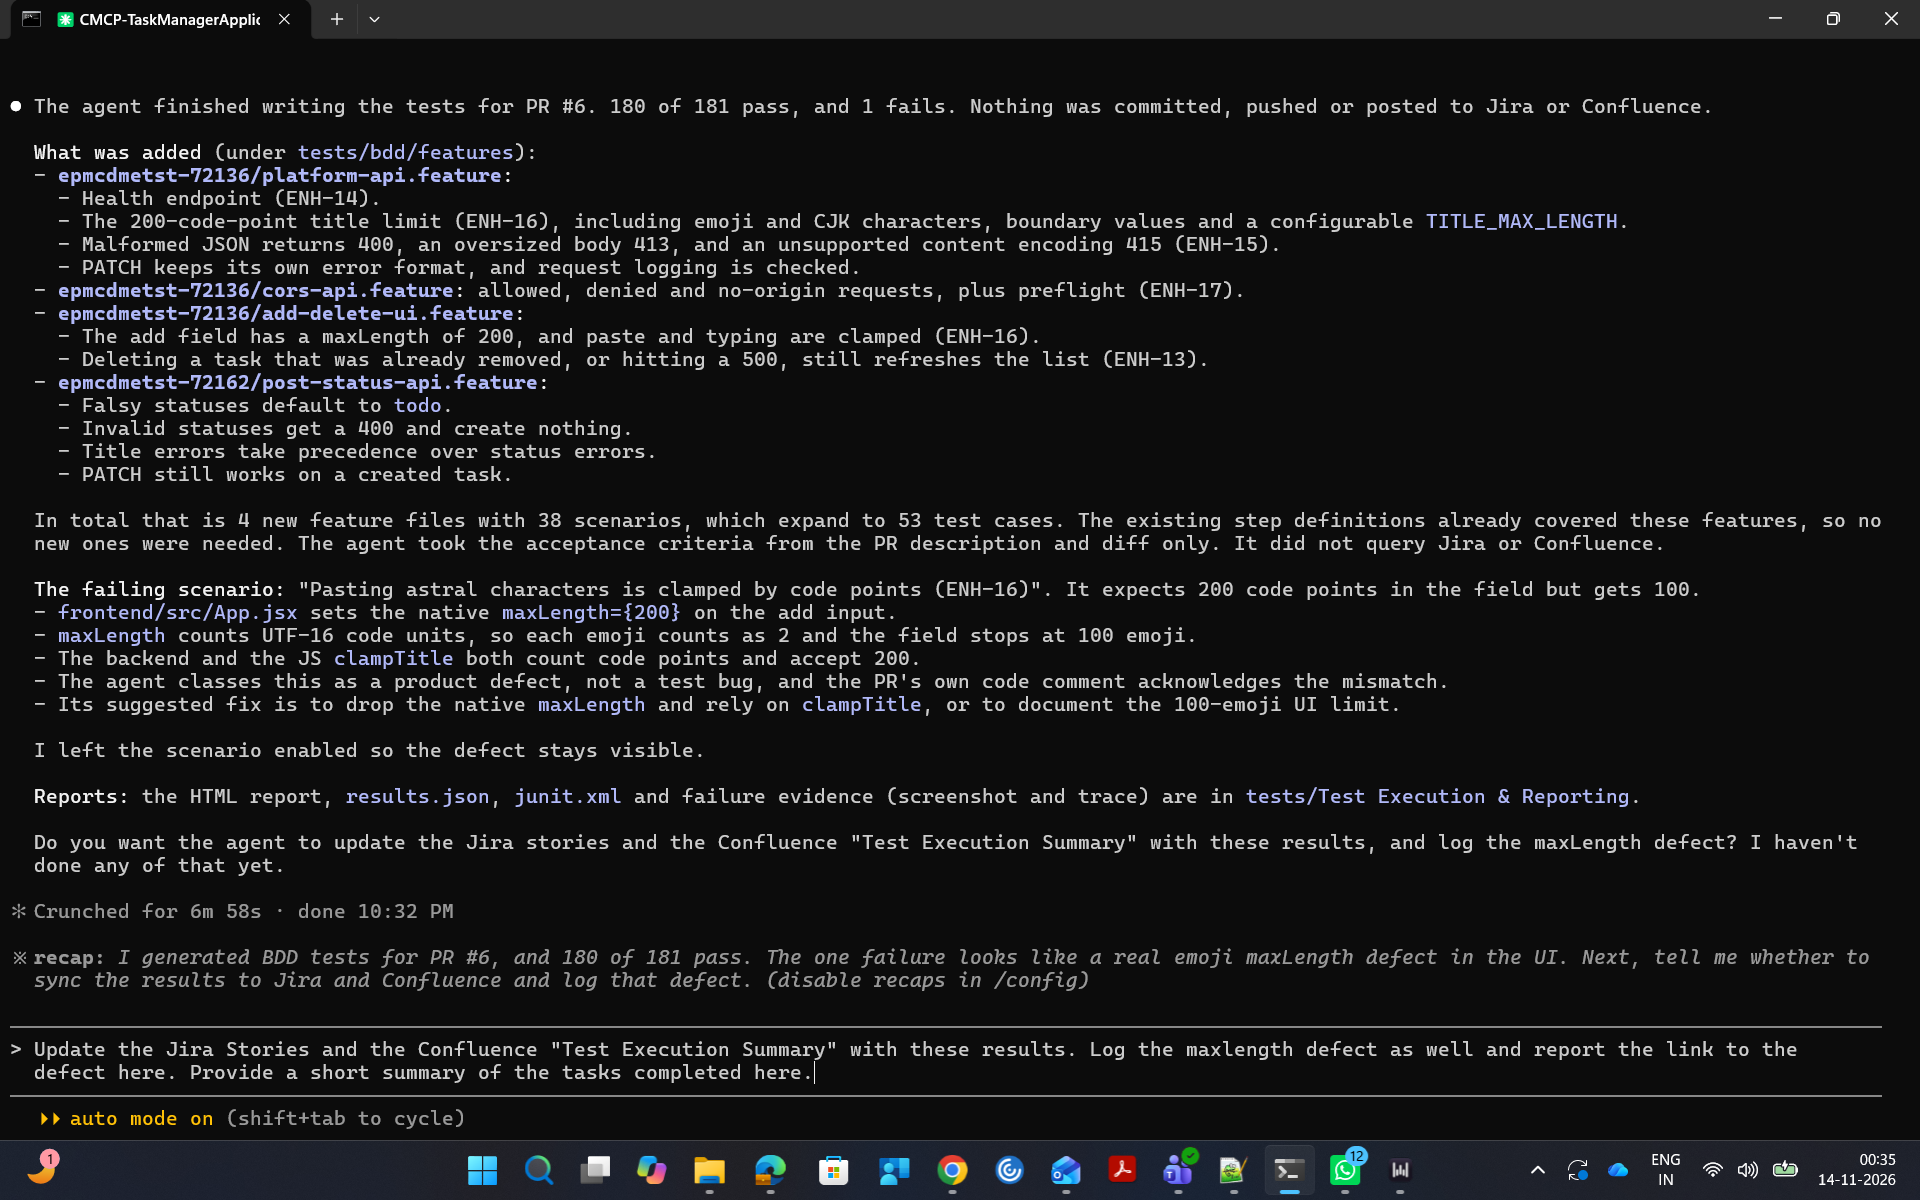 CMCP-TaskManagerApplic
● The agent finished writing the tests for PR #6. 180 of 181 pass, and 1 fails. Nothing was committed, pushed or posted to Jira or Confluence.
What was added (under tests/bdd/features):
- epmcdmetst-72136/platform-api.feature:
- Health endpoint (ENH-14).
- The 200-code-point title limit (ENH-16), including emoji and CJK characters, boundary values and a configurable TITLE_MAX_LENGTH.
- Malformed JSON returns 400, an oversized body 413, and an unsupported content encoding 415 (ENH-15).
- PATCH keeps its own error format, and request logging is checked.
- epmcdmetst-72136/cors-api.feature: allowed, denied and no-origin requests, plus preflight (ENH-17).
- epmcdmetst-72136/add-delete-ui.feature:
- The add field has a maxLength of 200, and paste and typing are clamped (ENH-16).
- Deleting a task that was already removed, or hitting a 500, still refreshes the list (ENH-13).
- epmcdmetst-72162/post-status-api.feature:
- Falsy statuses default to todo.
- Invalid statuses get a 400 and create nothing.
- Title errors take precedence over status errors.
- PATCH still works on a created task.
In total that is 4 new feature files with 38 scenarios, which expand to 53 test cases. The existing step definitions already covered these features, so no
new ones were needed. The agent took the acceptance criteria from the PR description and diff only. It did not query Jira or Confluence.
The failing scenario: "Pasting astral characters is clamped by code points (ENH-16)". It expects 200 code points in the field but gets 100.
- frontend/src/App.jsx sets the native maxLength={200} on the add input.
- maxLength counts UTF-16 code units, so each emoji counts as 2 and the field stops at 100 emoji.
- The backend and the JS clampTitle both count code points and accept 200.
- The agent classes this as a product defect, not a test bug, and the PR's own code comment acknowledges the mismatch.
- Its suggested fix is to drop the native maxLength and rely on clampTitle, or to document the 100-emoji UI limit.
I left the scenario enabled so the defect stays visible.
Reports: the HTML report, results.json, junit.xml and failure evidence (screenshot and trace) are in tests/Test Execution & Reporting.
Do you want the agent to update the Jira stories and the Confluence "Test Execution Summary" with these results, and log the maxLength defect? I haven't
done any of that yet.
✻ Crunched for 6m 58s · done 10:32 PM
※ recap: I generated BDD tests for PR #6, and 180 of 181 pass. The one failure looks like a real emoji maxLength defect in the UI. Next, tell me whether to
sync the results to Jira and Confluence and log that defect. (disable recaps in /config)
> Update the Jira Stories and the Confluence "Test Execution Summary" with these results. Log the maxlength defect as well and report the link to the
defect here. Provide a short summary of the tasks completed here.
⏵⏵ auto mode on (shift+tab to cycle)
1
12
ENG
IN
00:35
14-11-2026